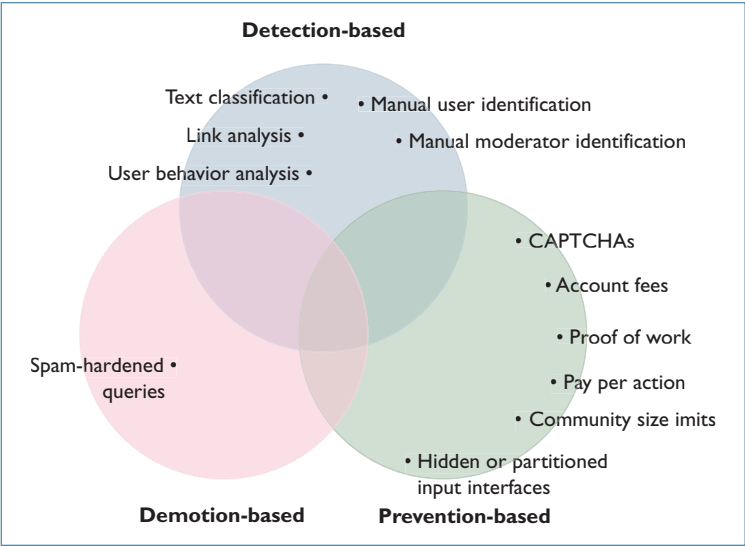 Detection-based
Text classification •
• Manual user identification
Link analysis •
• Manual moderator identification
User behavior analysis •
• CAPTCHAs
• Account fees
• Proof of work
Spam-hardened •
queries
• Pay per action
• Community size imits
• Hidden or partitioned
input interfaces
Demotion-based
Prevention-based